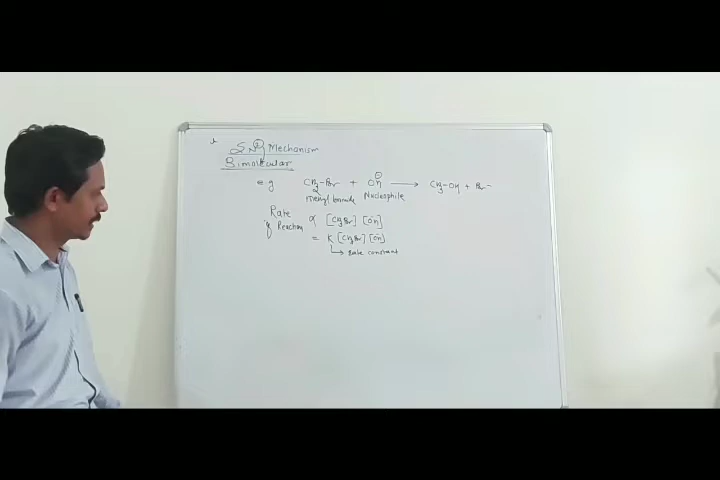 SN2 Mechanism
Bimolecular
e.g CH3-Br + OH⊖ → CH3-OH + Br-
Methyl bromide Nucleophile
Rate of Reaction ∝ [CH3Br] [OH-]
= K [CH3Br] [OH-]
↳ Rate constant